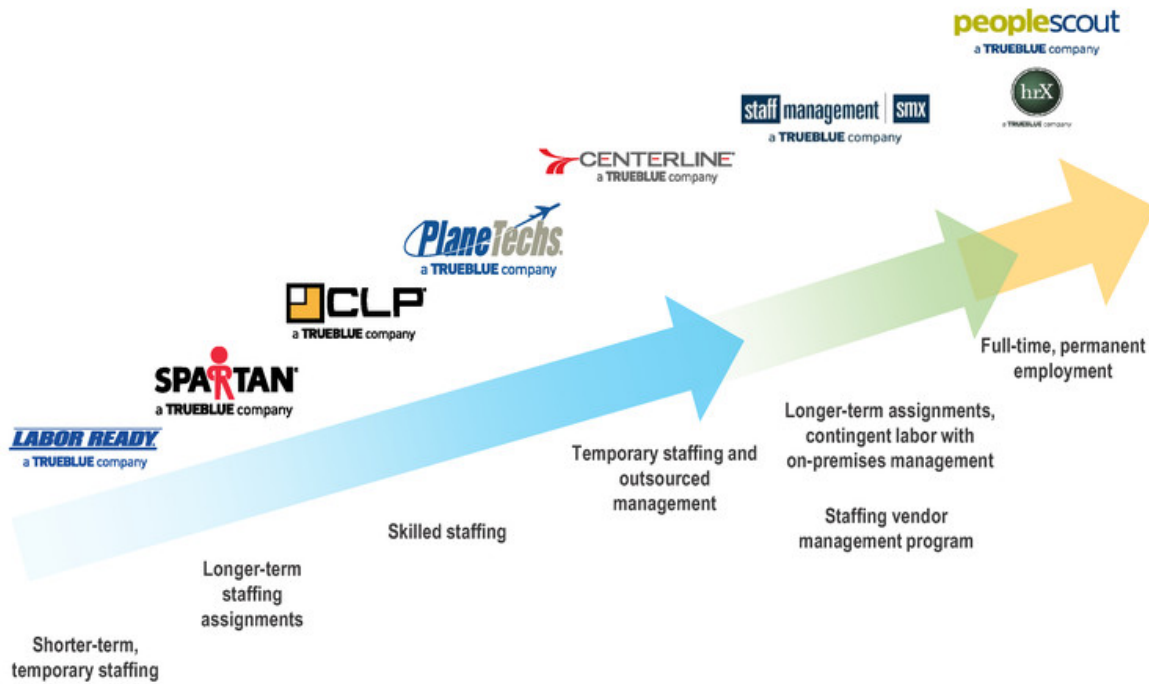 peoplescout
a TRUEBLUE company
hrX
a TRUEBLUE company
staff management | smx
a TRUEBLUE company
CENTERLINE®
a TRUEBLUE company
PlaneTechs®
a TRUEBLUE company
CLP®
a TRUEBLUE company
SPARTAN®
a TRUEBLUE company
LABOR READY®
a TRUEBLUE company
Shorter-term,
temporary staffing
Longer-term
staffing
assignments
Skilled staffing
Temporary staffing and
outsourced
management
Longer-term assignments,
contingent labor with
on-premises management
Staffing vendor
management program
Full-time, permanent
employment